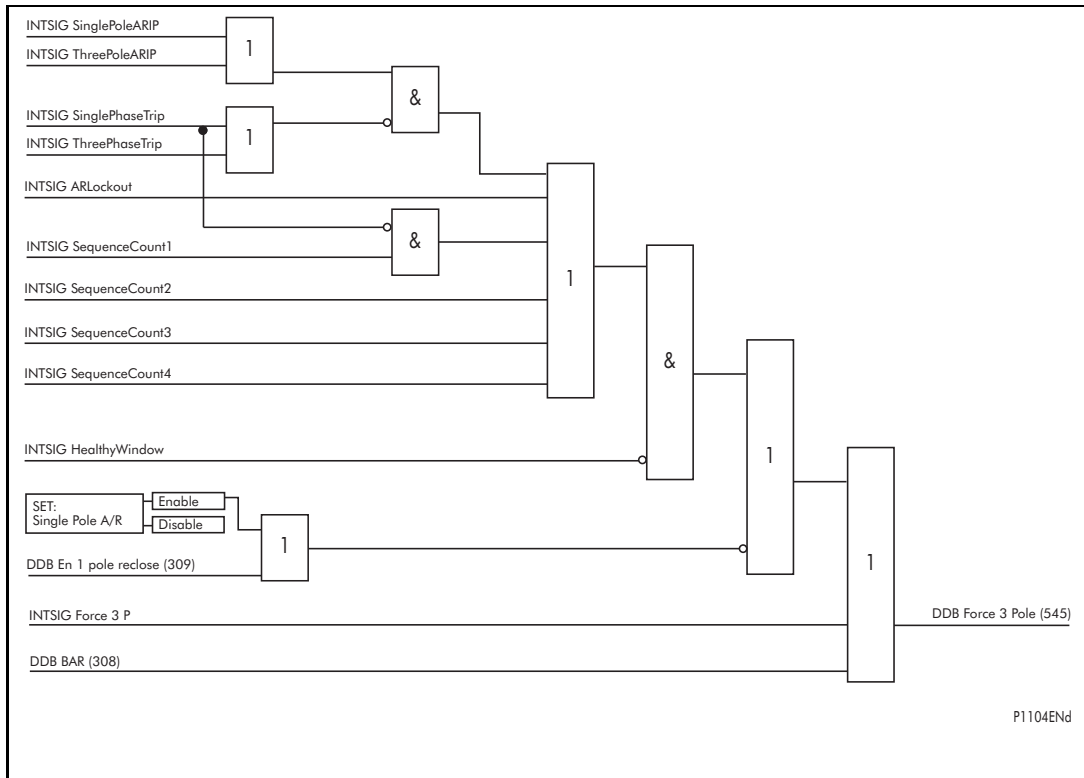 INTSIG SinglePoleARIP
1
INTSIG ThreePoleARIP
&
INTSIG SinglePhaseTrip
1
INTSIG ThreePhaseTrip
INTSIG ARLockout
&
INTSIG SequenceCount1
1
INTSIG SequenceCount2
INTSIG SequenceCount3
&
INTSIG SequenceCount4
INTSIG HealthyWindow
1
SET:
Single Pole A/R
Enable
Disable
1
1
DDB En 1 pole reclose (309)
INTSIG Force 3 P
DDB Force 3 Pole (545)
DDB BAR (308)
P1104ENd